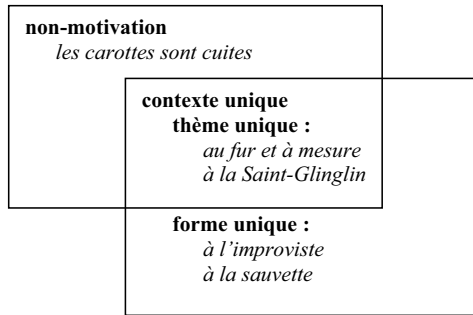 non-motivation
les carottes sont cuites
contexte unique
thème unique :
au fur et à mesure
à la Saint-Glinglin
forme unique :
à l'improviste
à la sauvette